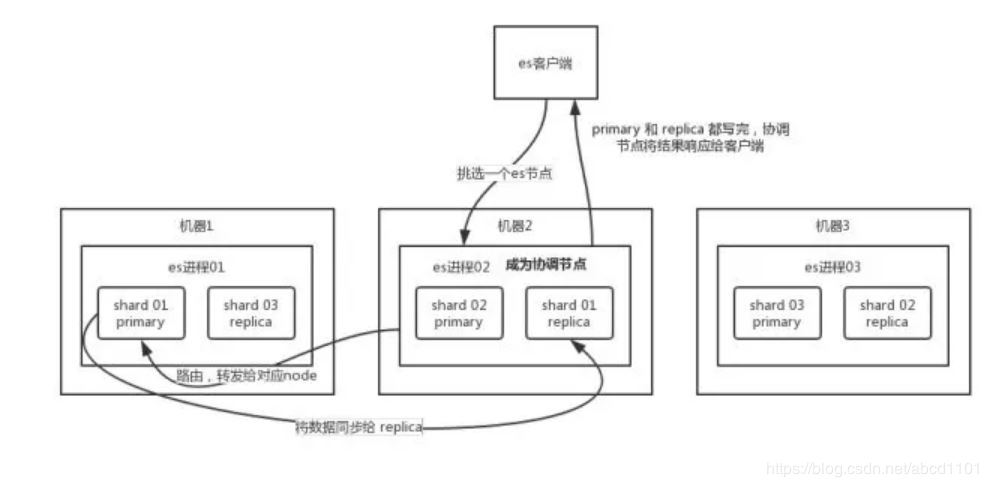 es客户端
primary 和 replica 都写完，协调
节点将结果响应给客户端
挑选一个es节点
机器1
机器2
机器3
es进程01
es进程02
成为协调节点
es进程03
shard 01
primary
shard 03
replica
shard 02
primary
shard 01
replica
shard 03
primary
shard 02
replica
路由，转发给对应node
将数据同步给 replica
https://blog.csdn.net/abcd1101